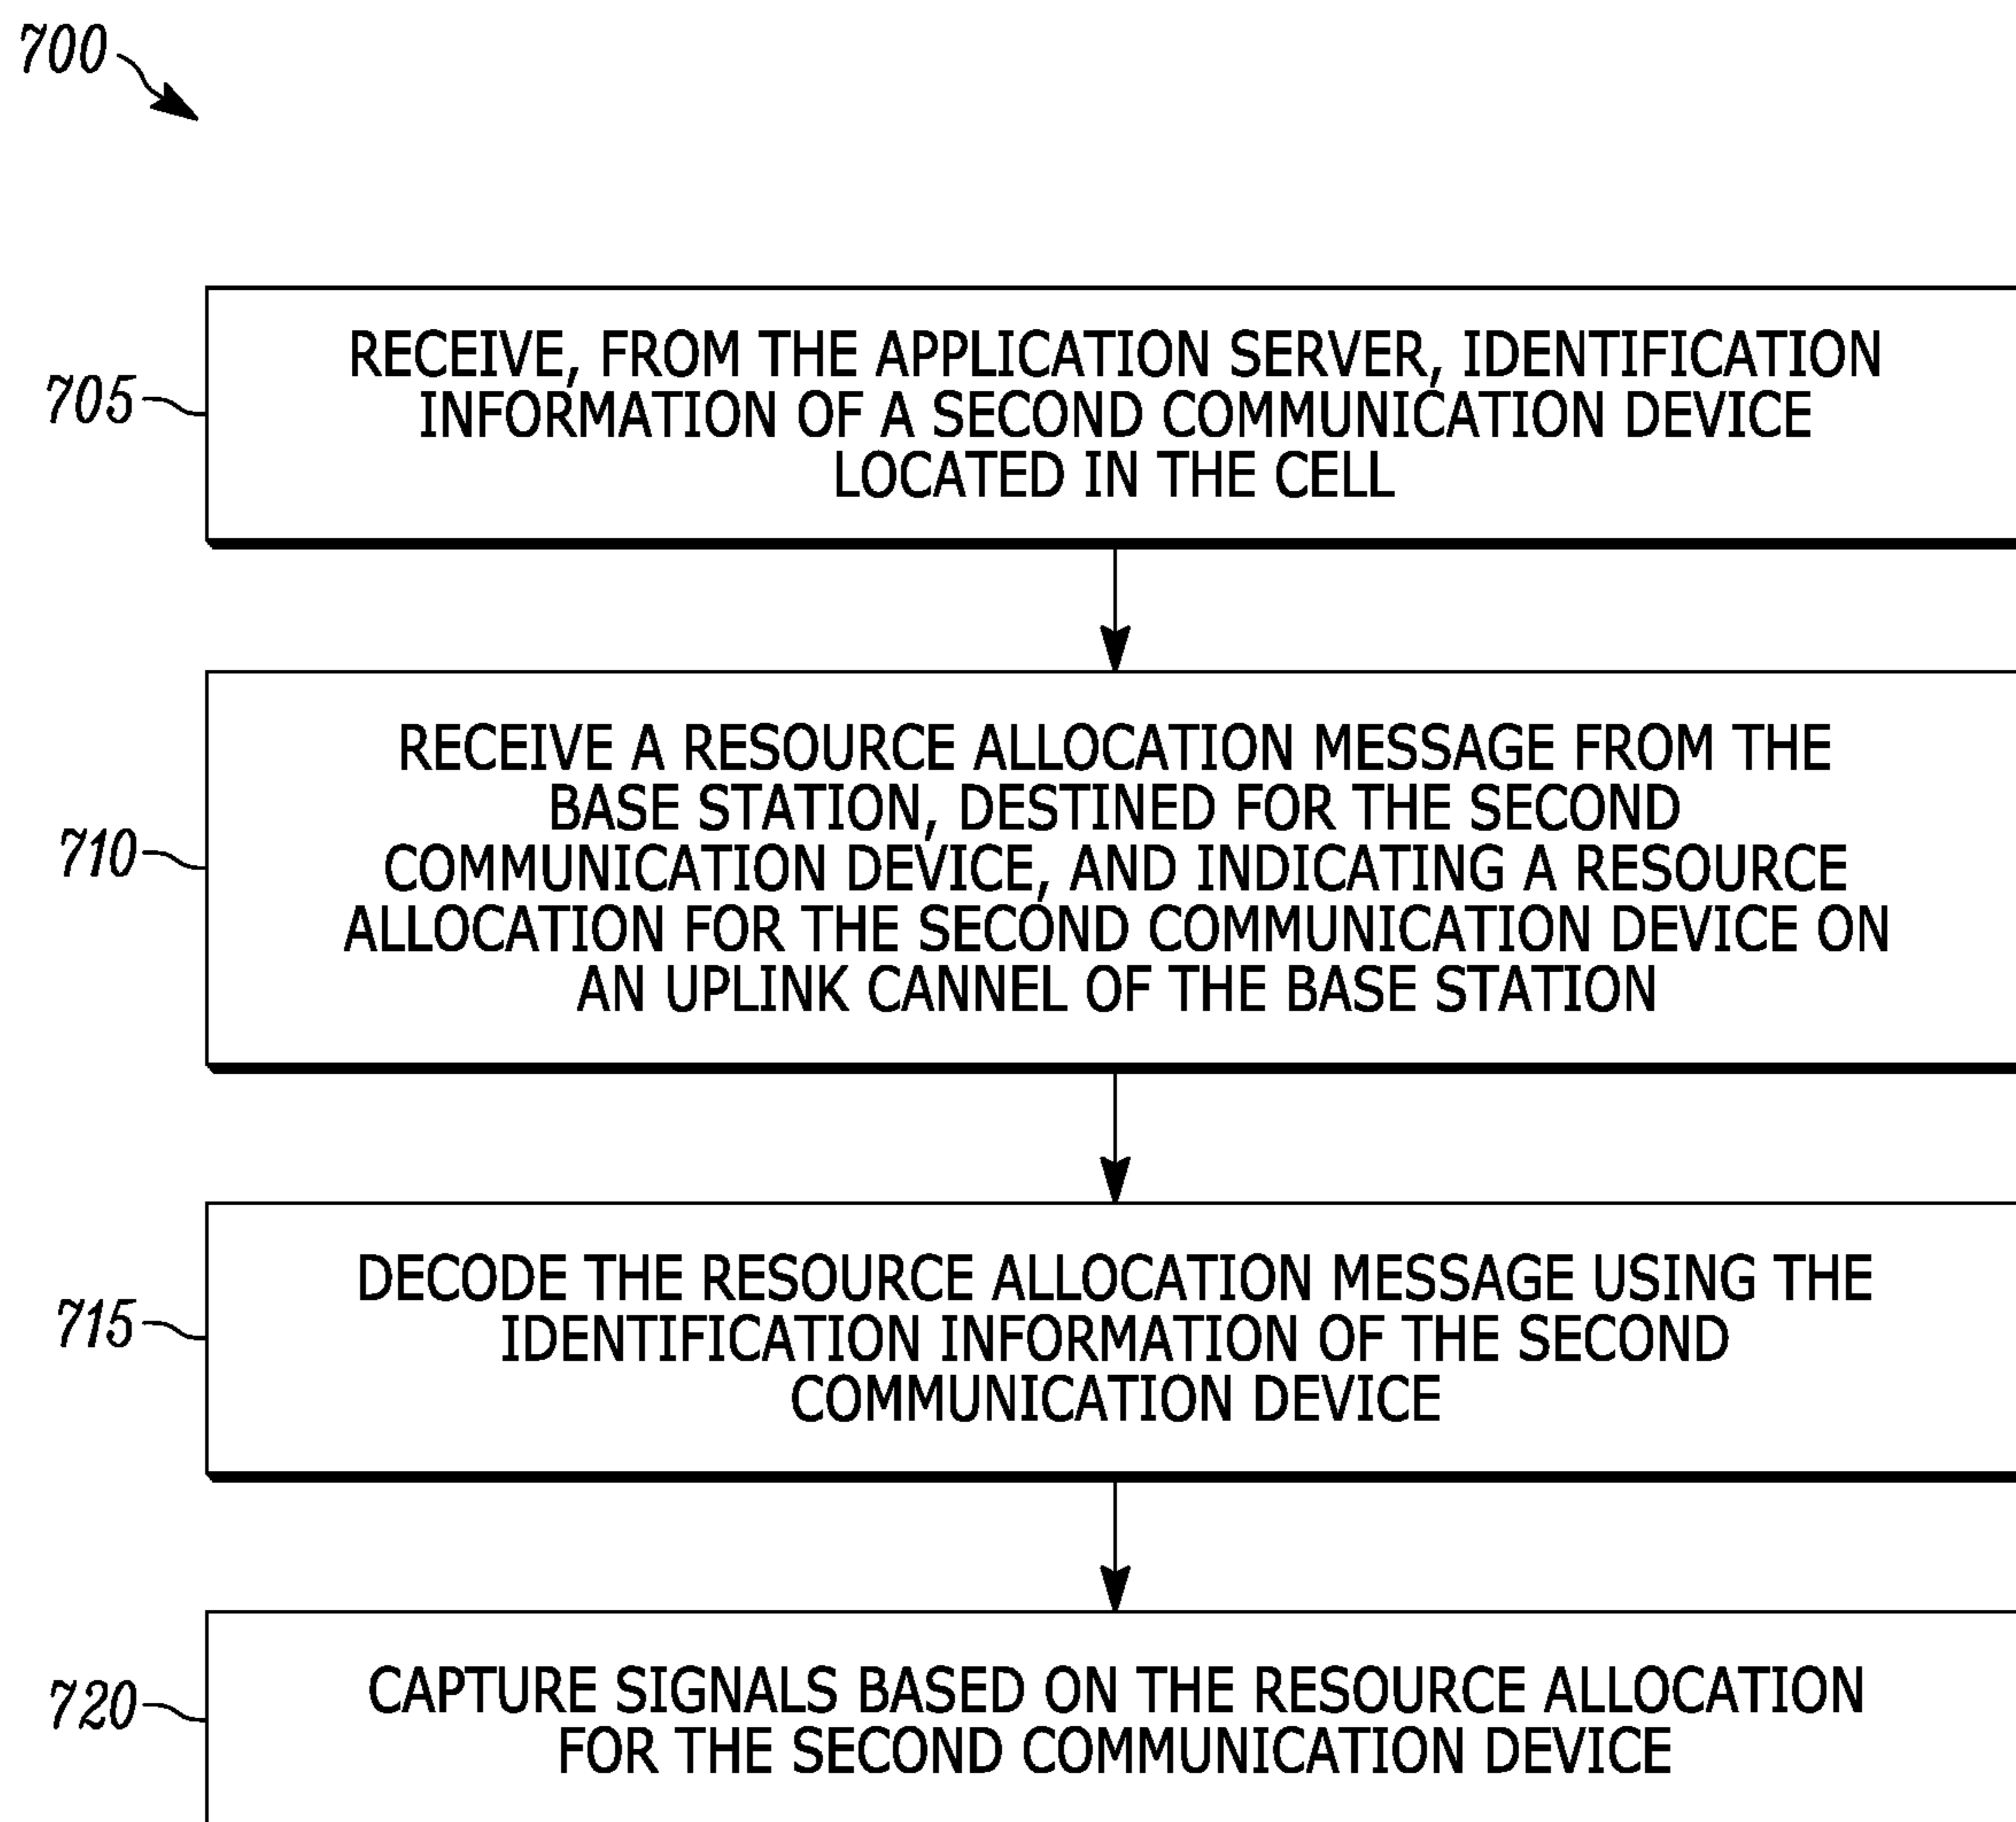 700
705
RECEIVE, FROM THE APPLICATION SERVER, IDENTIFICATION
INFORMATION OF A SECOND COMMUNICATION DEVICE
LOCATED IN THE CELL
710
RECEIVE A RESOURCE ALLOCATION MESSAGE FROM THE
BASE STATION, DESTINED FOR THE SECOND
COMMUNICATION DEVICE, AND INDICATING A RESOURCE
ALLOCATION FOR THE SECOND COMMUNICATION DEVICE ON
AN UPLINK CANNEL OF THE BASE STATION
715
DECODE THE RESOURCE ALLOCATION MESSAGE USING THE
IDENTIFICATION INFORMATION OF THE SECOND
COMMUNICATION DEVICE
720
CAPTURE SIGNALS BASED ON THE RESOURCE ALLOCATION
FOR THE SECOND COMMUNICATION DEVICE